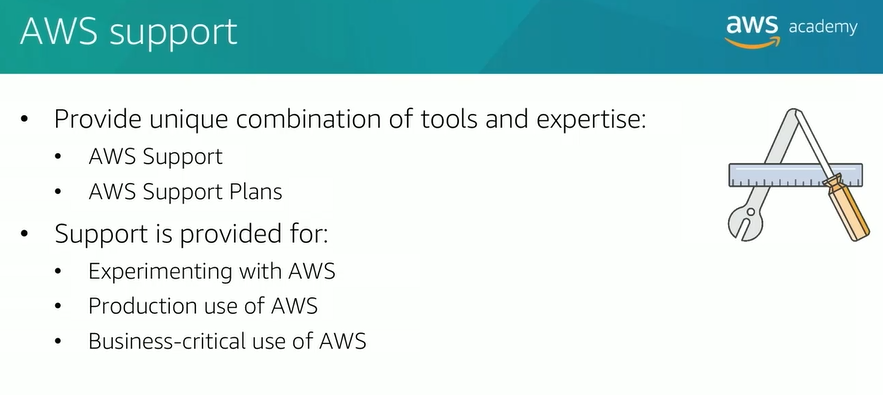 AWS support
aws academy
• Provide unique combination of tools and expertise:
• AWS Support
• AWS Support Plans
• Support is provided for:
• Experimenting with AWS
• Production use of AWS
• Business-critical use of AWS